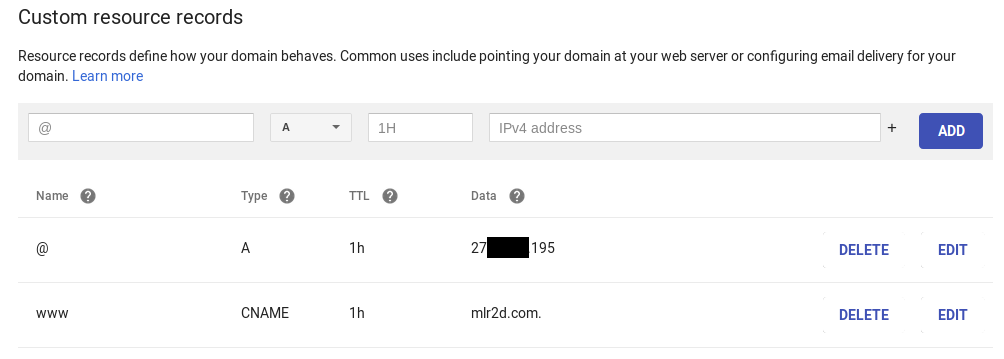 Custom resource records
Resource records define how your domain behaves. Common uses include pointing your domain at your web server or configuring email delivery for your
domain. Learn more
@ A 1H IPv4 address + ADD
Name ? Type ? TTL ? Data ?
@ A 1h 27 .195 DELETE EDIT
www CNAME 1h mlr2d.com. DELETE EDIT